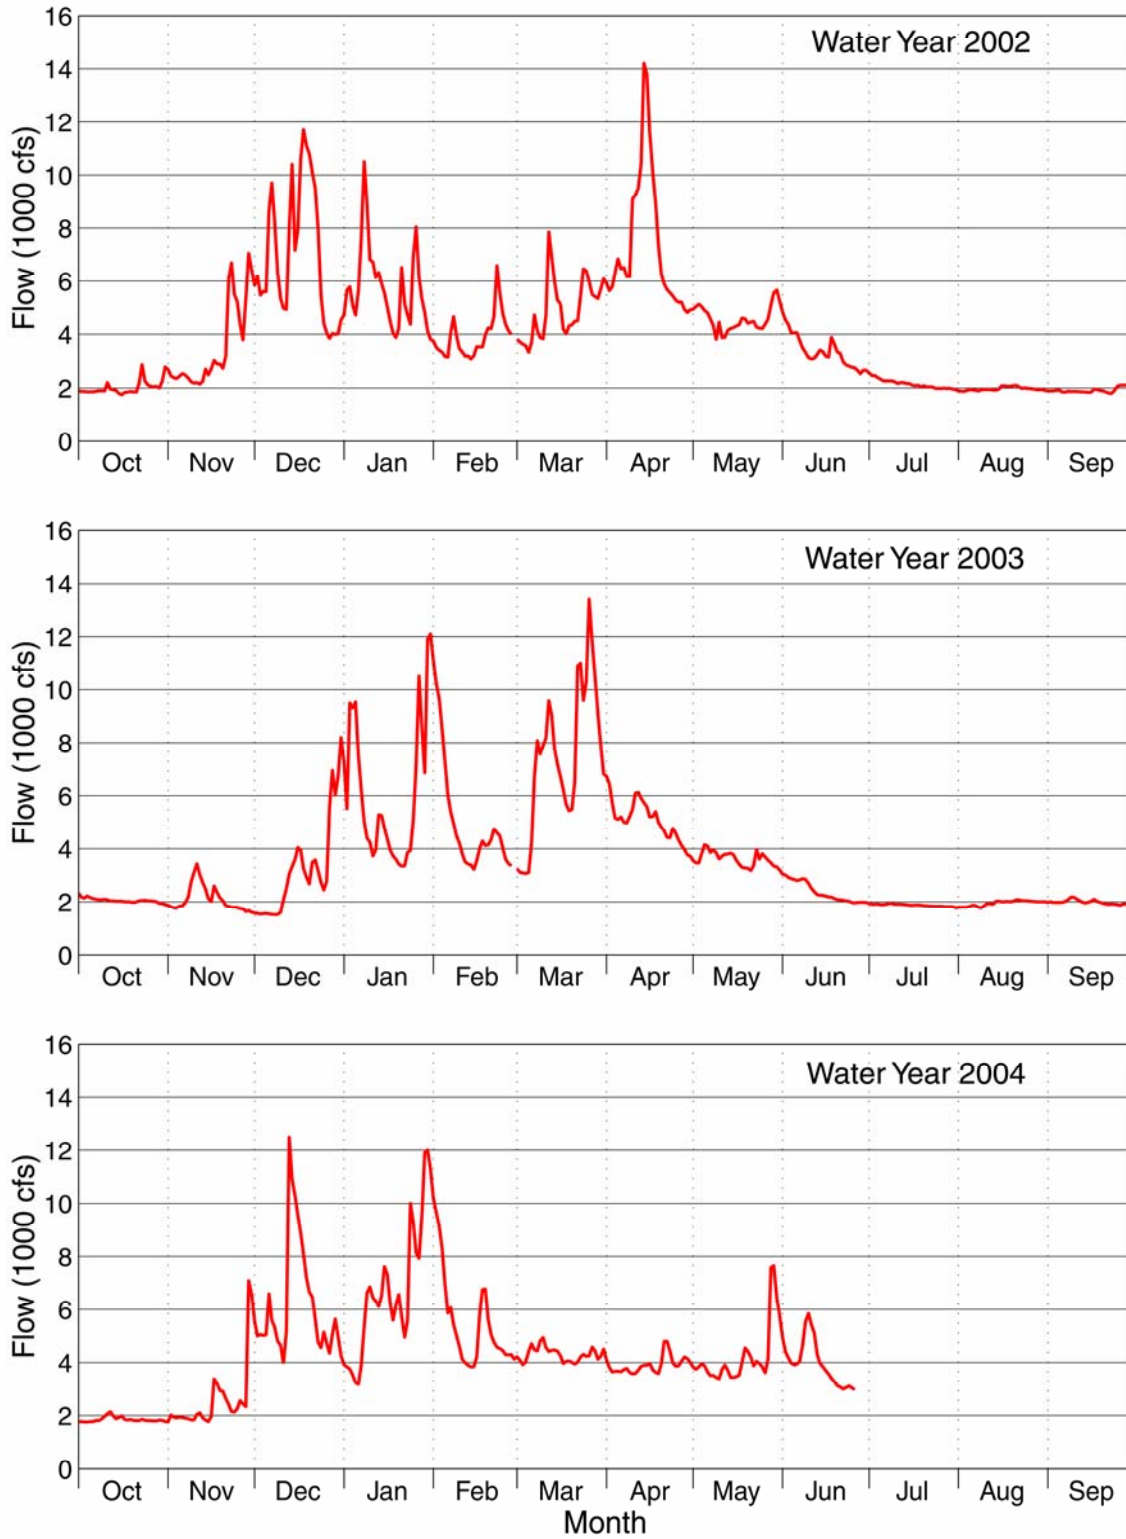 Water Year 2002
Flow (1000 cfs)
16
14
12
10
8
6
4
2
0
Oct Nov Dec Jan Feb Mar Apr May Jun Jul Aug Sep
Water Year 2003
Flow (1000 cfs)
16
14
12
10
8
6
4
2
0
Oct Nov Dec Jan Feb Mar Apr May Jun Jul Aug Sep
Water Year 2004
Flow (1000 cfs)
16
14
12
10
8
6
4
2
0
Oct Nov Dec Jan Feb Mar Apr May Jun Jul Aug Sep
Month